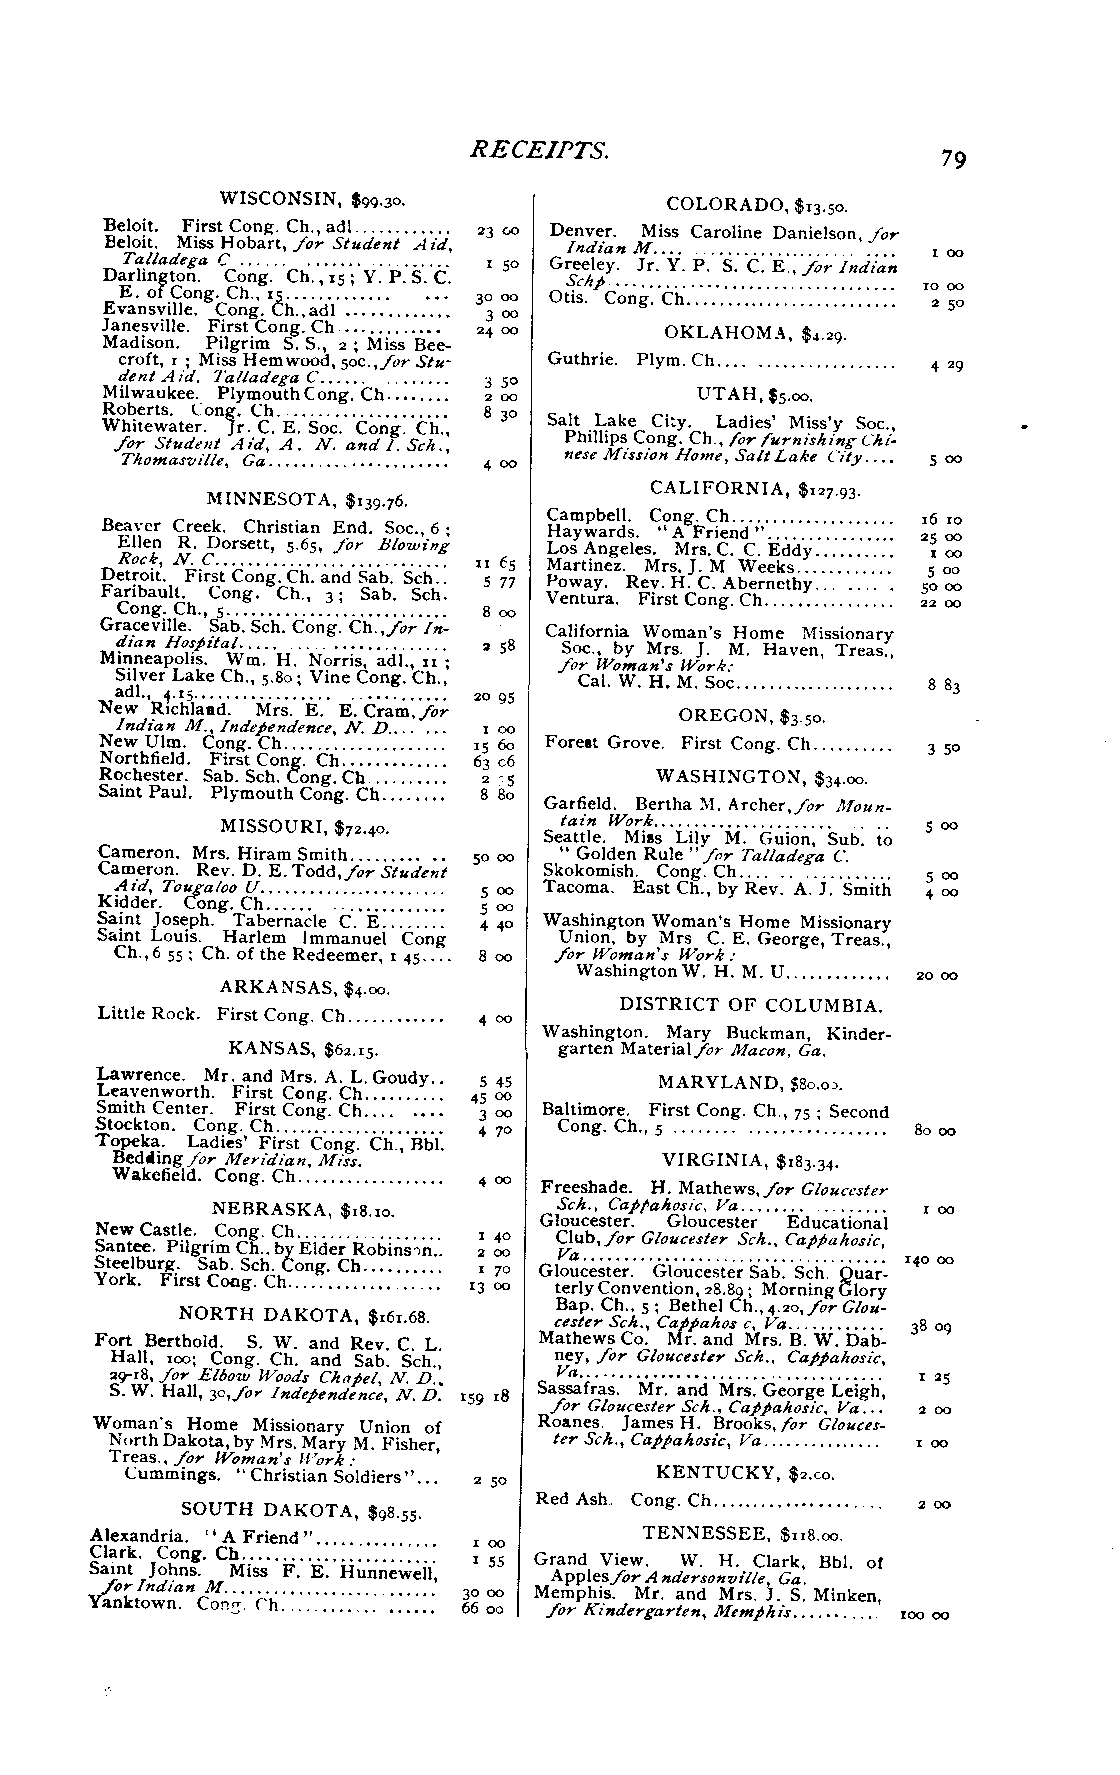 RECEIPTS.
79
WISCONSIN, $99.30.
Beloit. First Cong. Ch., adl............ 23 00
Beloit. Miss Hobart, for Student Aid,
Talladega C ........................ 1 50
Darlington. Cong. Ch., 15; Y. P. S. C.
E. of Cong. Ch., 15............. ... 30 00
Evansville. Cong. Ch., adl ............. 3 00
Janesville. First Cong. Ch ............ 24 00
Madison. Pilgrim S. S., 2; Miss Bee-
croft, 1; Miss Hemwood, 50c., for Stu-
dent Aid, Talladega C...... ........ 3 50
Milwaukee. Plymouth Cong. Ch........ 2 00
Roberts. Cong. Ch..................... 8 30
Whitewater. Jr. C. E. Soc. Cong. Ch.,
for Student Aid, A. N. and I. Sch.,
Thomasville, Ga...................... 4 00
MINNESOTA, $139.76.
Beaver Creek. Christian End. Soc., 6;
Ellen R. Dorsett, 5.65, for Blowing
Rock, N. C............................ 11 65
Detroit. First Cong. Ch. and Sab. Sch.. 5 77
Faribault. Cong. Ch., 3; Sab. Sch.
Cong. Ch., 5........................... 8 00
Graceville. Sab. Sch. Cong. Ch., for In-
dian Hospital..... ................ 2 58
Minneapolis. Wm. H. Norris, adl., 11;
Silver Lake Ch., 5.80; Vine Cong. Ch.,
adl., 4.15................ ............ 20 95
New Richland. Mrs. E. E. Cram, for
Indian M., Independence, N. D.... ... 1 00
New Ulm. Cong. Ch.................... 15 60
Northfield. First Cong. Ch............. 63 06
Rochester. Sab. Sch. Cong. Ch .......... 2 5
Saint Paul. Plymouth Cong. Ch........ 8 80
MISSOURI, $72.40.
Cameron. Mrs. Hiram Smith......... .. 50 00
Cameron. Rev. D. E. Todd, for Student
Aid, Tougaloo U....................... 5 00
Kidder. Cong. Ch...... .............. 5 00
Saint Joseph. Tabernacle C. E........ 4 40
Saint Louis. Harlem Immanuel Cong
Ch., 6 55; Ch. of the Redeemer, 1 45.... 8 00
ARKANSAS, $4.00.
Little Rock. First Cong. Ch............ 4 00
KANSAS, $62.15.
Lawrence. Mr. and Mrs. A. L. Goudy.. 5 45
Leavenworth. First Cong. Ch.......... 45 00
Smith Center. First Cong. Ch.... .... 3 00
Stockton. Cong. Ch..................... 4 70
Topeka. Ladies' First Cong. Ch., Bbl.
Bedding for Meridian, Miss.
Wakefield. Cong. Ch.................. 4 00
NEBRASKA, $18.10.
New Castle. Cong. Ch.................. 1 40
Santee. Pilgrim Ch., by Elder Robinson.. 2 00
Steelburg. Sab. Sch. Cong. Ch.......... 1 70
York. First Cong. Ch................... 13 00
NORTH DAKOTA, $161.68.
Fort Berthold. S. W. and Rev. C. L.
Hall, 100; Cong. Ch. and Sab. Sch.,
29-18, for Elbow Woods Chapel, N. D.,
S. W. Hall, 30, for Independence, N. D. 159 18
Woman's Home Missionary Union of
North Dakota, by Mrs. Mary M. Fisher,
Treas., for Woman's Work:
Cummings. "Christian Soldiers"... 2 50
SOUTH DAKOTA, $98.55.
Alexandria. "A Friend"............... 1 00
Clark. Cong. Ch........................ 1 55
Saint Johns. Miss F. E. Hunnewell,
for Indian M.......................... 30 00
Yanktown. Cong. Ch............ ...... 66 00
COLORADO, $13.50.
Denver. Miss Caroline Danielson, for
Indian M.... ........................ 1 00
Greeley. Jr. Y. P. S. C. E., for Indian
Schp................................... 10 00
Otis. Cong. Ch.......................... 2 50
OKLAHOMA, $4.29.
Guthrie. Plym. Ch.... ................. 4 29
UTAH, $5.00.
Salt Lake City. Ladies' Miss'y Soc.,
Phillips Cong. Ch., for furnishing Chi-
nese Mission Home, Salt Lake City.... 5 00
CALIFORNIA, $127.93.
Campbell. Cong. Ch.................... 16 10
Haywards. "A Friend"................ 25 00
Los Angeles. Mrs. C. C. Eddy.......... 1 00
Martinez. Mrs. J. M Weeks............ 5 00
Poway. Rev. H. C. Abernethy... ..... . 50 00
Ventura. First Cong. Ch................ 22 00
California Woman's Home Missionary
Soc., by Mrs. J. M. Haven, Treas.,
for Woman's Work:
Cal. W. H. M. Soc................... 8 83
OREGON, $3.50.
Forest Grove. First Cong. Ch.......... 3 50
WASHINGTON, $34.00.
Garfield. Bertha M. Archer, for Moun-
tain Work...................... . .. 5 00
Seattle. Miss Lily M. Guion, Sub. to
"Golden Rule" for Talladega C.
Skokomish. Cong. Ch.... .. ............ 5 00
Tacoma. East Ch., by Rev. A. J. Smith 4 00
Washington Woman's Home Missionary
Union, by Mrs C. E. George, Treas.,
for Woman's Work:
Washington W. H. M. U............. 20 00
DISTRICT OF COLUMBIA.
Washington. Mary Buckman, Kinder-
garten Material for Macon, Ga.
MARYLAND, $80.00.
Baltimore. First Cong. Ch., 75; Second
Cong. Ch., 5 ........ ................. 80 00
VIRGINIA, $183.34.
Freeshade. H. Mathews, for Gloucester
Sch., Cappahosic, Va........ ......... 1 00
Gloucester. Gloucester Educational
Club, for Gloucester Sch., Cappahosic,
Va..................................... 140 00
Gloucester. Gloucester Sab. Sch. Quar-
terly Convention, 28.89; Morning Glory
Bap. Ch., 5; Bethel Ch., 4.20, for Glou-
cester Sch., Cappahos c, Va............ 38 09
Mathews Co. Mr. and Mrs. B. W. Dab-
ney, for Gloucester Sch., Cappahosic,
Va..................................... 1 25
Sassafras. Mr. and Mrs. George Leigh,
for Gloucester Sch., Cappahosic, Va... 2 00
Roanes. James H. Brooks, for Glouces-
ter Sch., Cappahosic, Va............... 1 00
KENTUCKY, $2.00.
Red Ash. Cong. Ch..................... 2 00
TENNESSEE, $118.00.
Grand View. W. H. Clark, Bbl. of
Apples for Andersonville, Ga.
Memphis. Mr. and Mrs. J. S. Minken,
for Kindergarten, Memphis........... 100 00